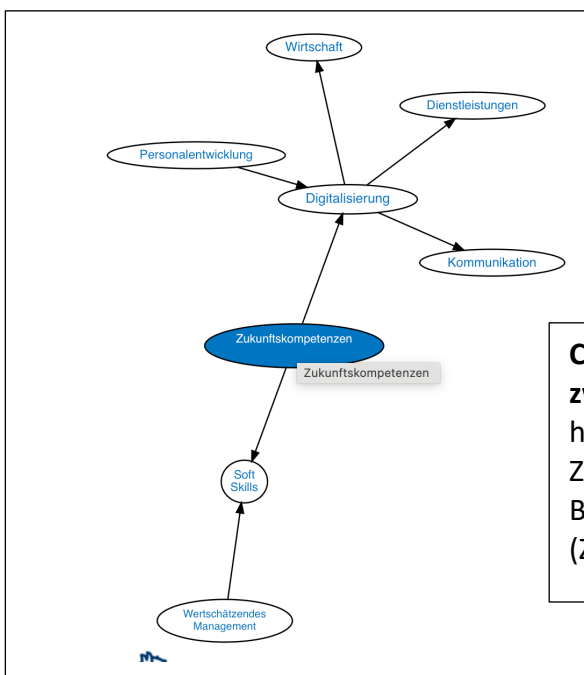 Wirtschaft
Dienstleistungen
Personalentwicklung
Digitalisierung
Kommunikation
Zukunftskompetenzen
Zukunftskompetenzen
Soft
Skills
Wertschätzendes
Management